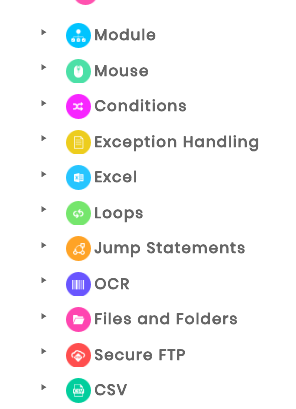 Module
Mouse
Conditions
Exception Handling
Excel
Loops
Jump Statements
OCR
Files and Folders
Secure FTP
CSV